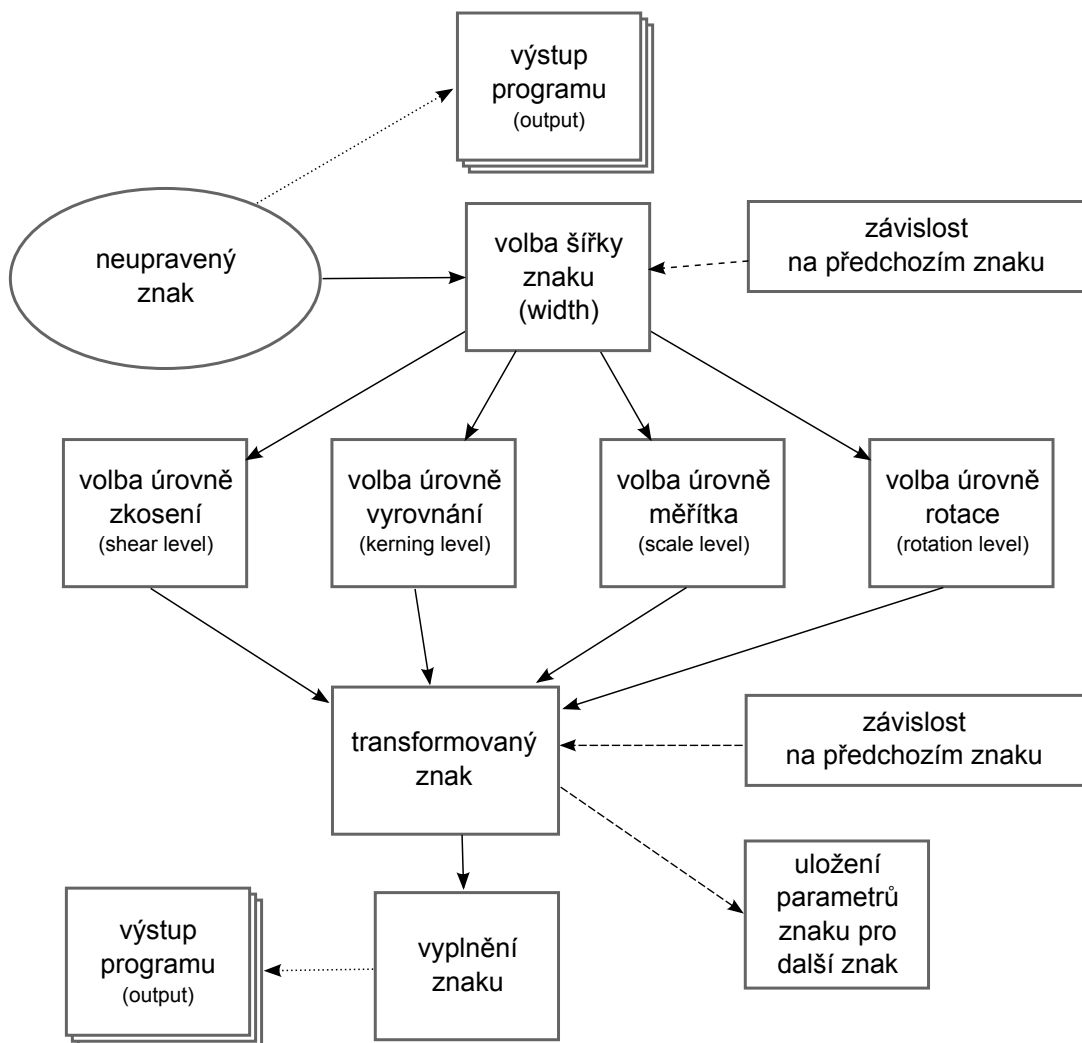 výstup
programu
(output)
neupravený
znak
volba šířky
znaku
(width)
závislost
na předchozím znaku
volba úrovně
zkosení
(shear level)
volba úrovně
vyrovnání
(kerning level)
volba úrovně
měřítka
(scale level)
volba úrovně
rotace
(rotation level)
transformovaný
znak
závislost
na předchozím znaku
uložení
parametrů
znaku pro
další znak
výstup
programu
(output)
vyplnění
znaku